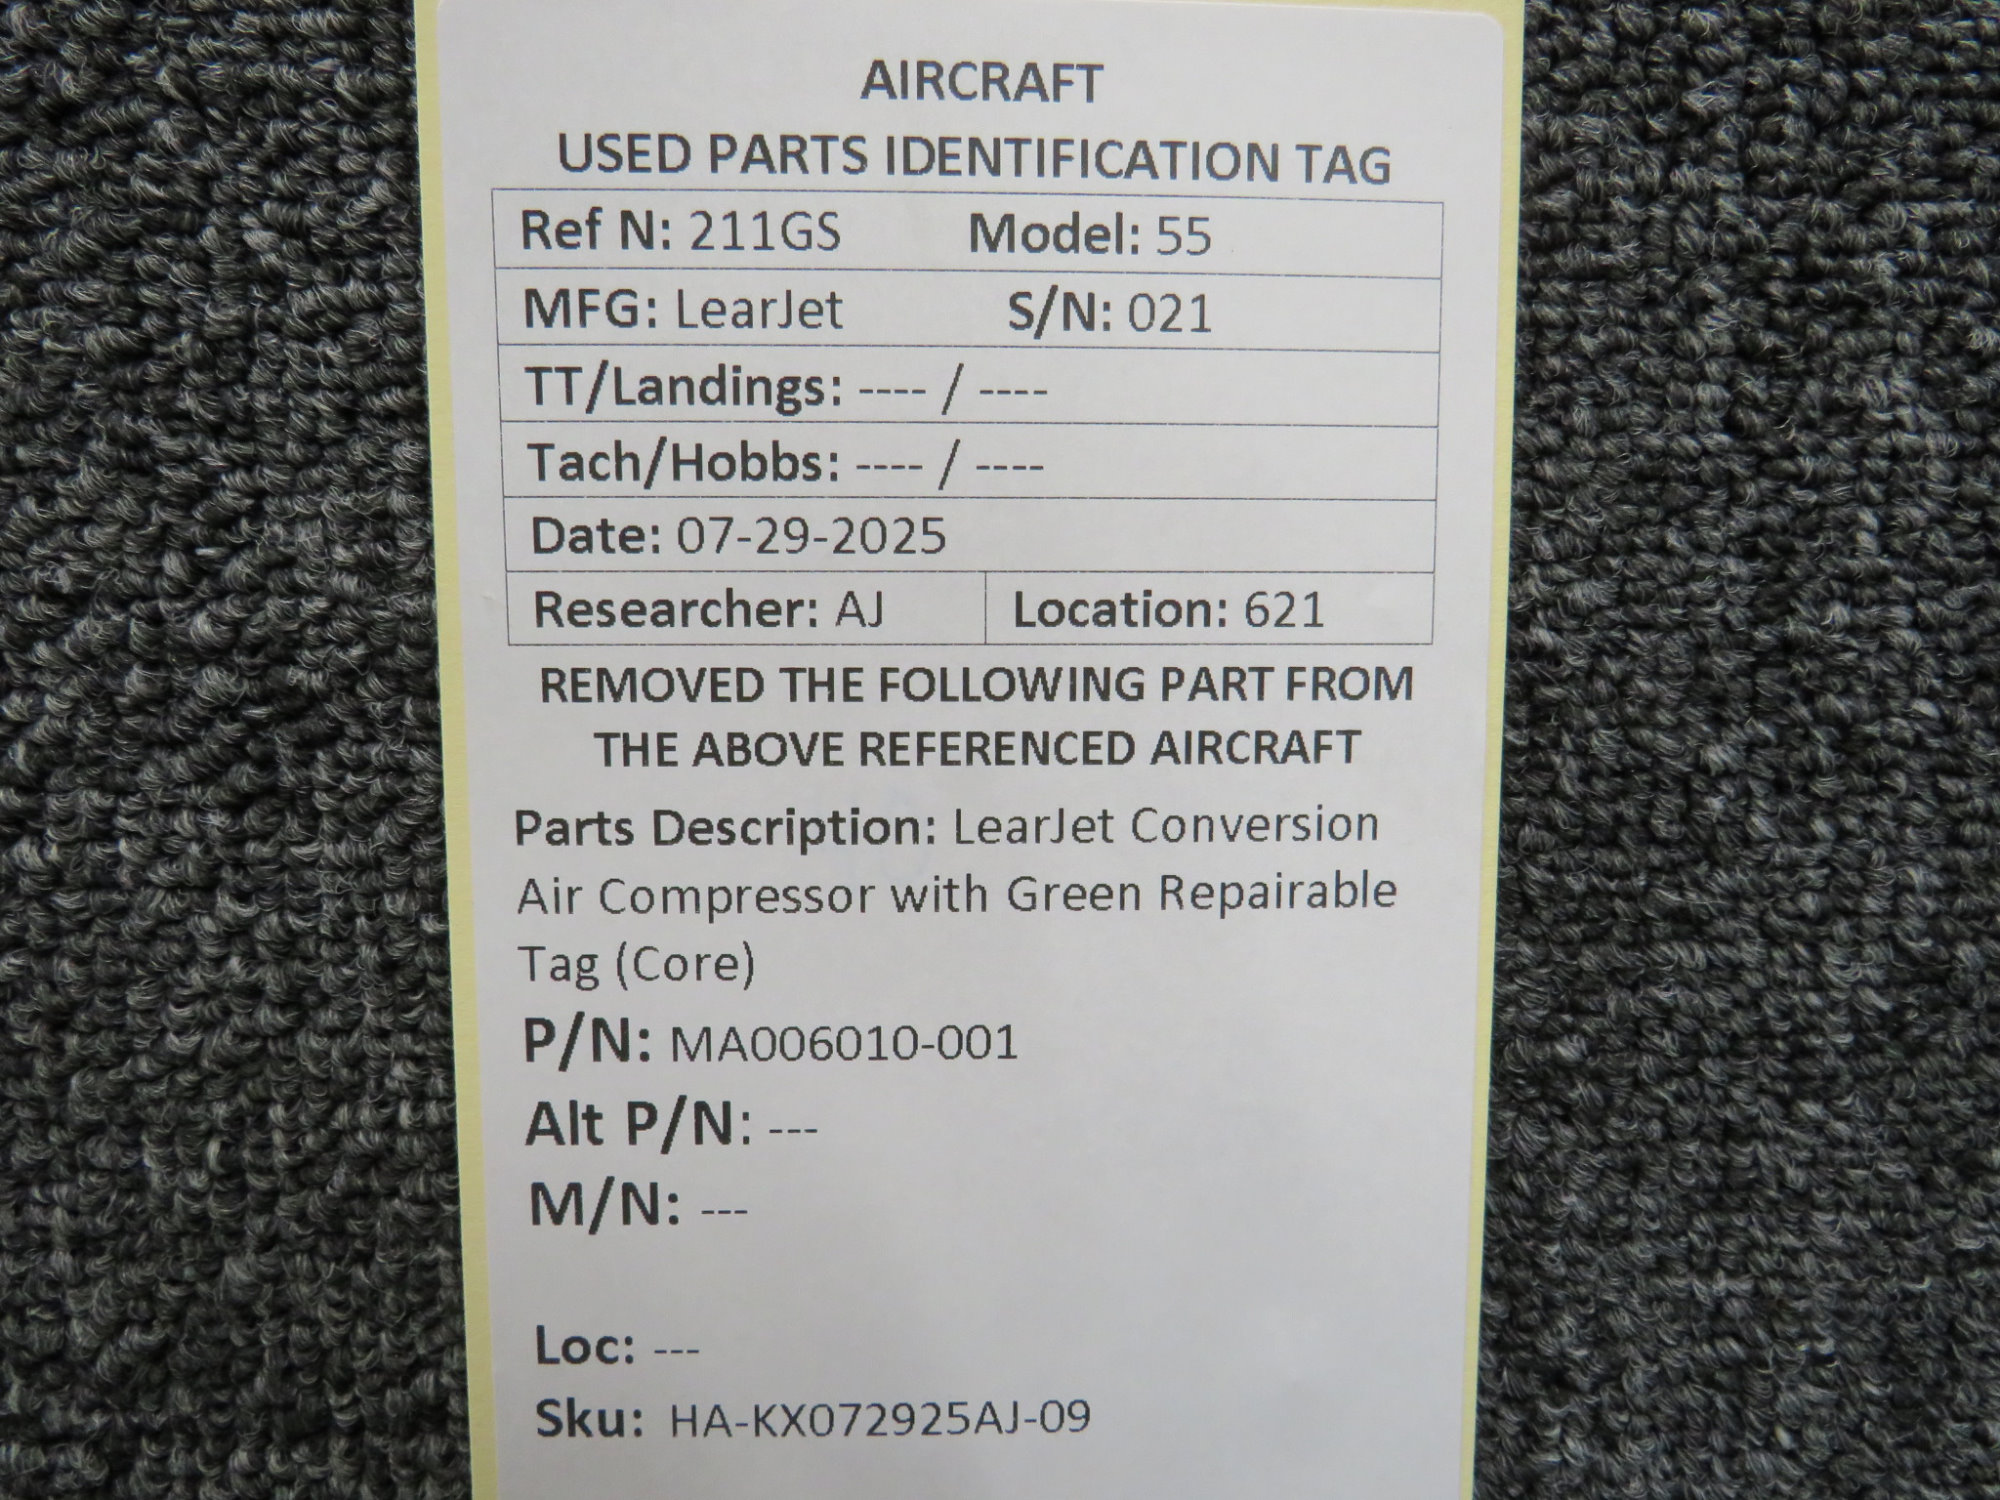 AIRCRAFT
USED PARTS IDENTIFICATION TAG
Ref N: 211GS Model: 55
MFG: LearJet S/N: 021
TT/Landings: ---- / ----
Tach/Hobbs: ---- / ----
Date: 07-29-2025
Researcher: AJ Location: 621
REMOVED THE FOLLOWING PART FROM
THE ABOVE REFERENCED AIRCRAFT
Parts Description: LearJet Conversion
Air Compressor with Green Repairable
Tag (Core)
P/N: MA006010-001
Alt P/N: ---
M/N: ---
Loc: ---
Sku: HA-KX072925AJ-09